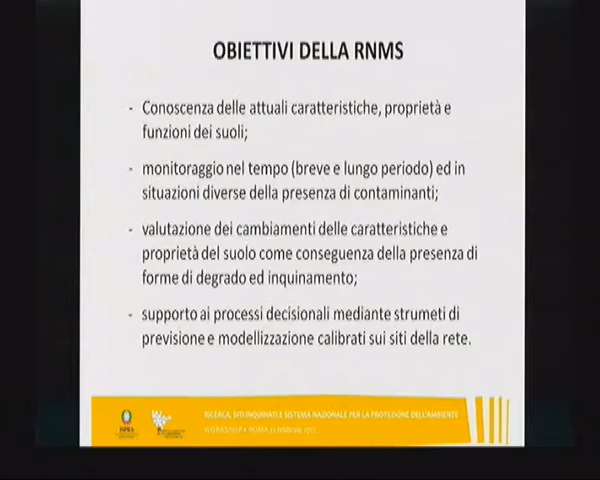 OBIETTIVI DELLA RNMS
- Conoscenza delle attuali caratteristiche, proprietà e
funzioni dei suoli;
- monitoraggio nel tempo (breve e lungo periodo) ed in
situazioni diverse della presenza di contaminanti;
- valutazione dei cambiamenti delle caratteristiche e
proprietà del suolo come conseguenza della presenza di
forme di degrado ed inquinamento;
- supporto ai processi decisionali mediante strumeti di
previsione e modellizzazione calibrati sui siti della rete.
RICERCA, SITI INQUINATI E SISTEMA NAZIONALE PER LA PROTEZIONE DELL'AMBIENTE
WORKSHOP • ROMA
ISPRA